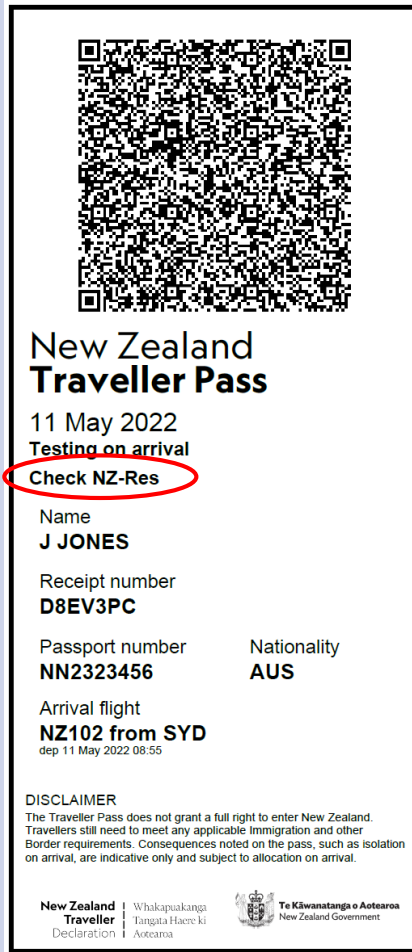 New Zealand
Traveller Pass
11 May 2022
Testing on arrival
Check NZ-Res
Name
J JONES
Receipt number
D8EV3PC
Passport number Nationality
NN2323456 AUS
Arrival flight
NZ102 from SYD
dep 11 May 2022 08:55
DISCLAIMER
The Traveller Pass does not grant a full right to enter New Zealand.
Travellers still need to meet any applicable Immigration and other
Border requirements. Consequences noted on the pass, such as isolation
on arrival, are indicative only and subject to allocation on arrival.
New Zealand Whakapuakanga
Traveller Tangata Haere ki
Declaration Aotearoa
Te Kāwanatanga o Aotearoa
New Zealand Government